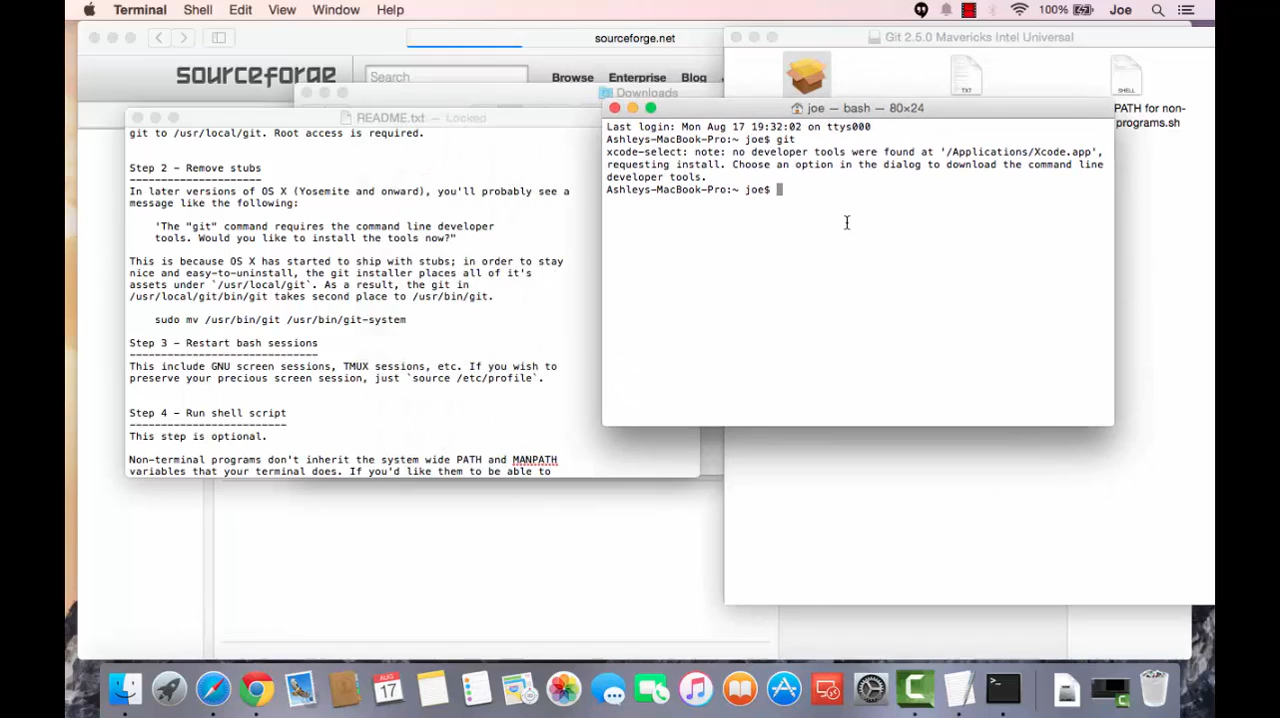 Terminal Shell Edit View Window Help
100% Joe
sourceforge.net
Git 2.5.0 Mavericks Intel Universal
sourceforge
Search
Browse Enterprise Blog
Downloads
TXT
SHELL
PATH for non-
programs.sh
README.txt — Locked
git to /usr/local/git. Root access is required.
Step 2 - Remove stubs
---------------------
In later versions of OS X (Yosemite and onward), you'll probably see a
message like the following:
'The "git" command requires the command line developer
tools. Would you like to install the tools now?"
This is because OS X has started to ship with stubs; in order to stay
nice and easy-to-uninstall, the git installer places all of it's
assets under `/usr/local/git`. As a result, the git in
/usr/local/git/bin/git takes second place to /usr/bin/git.
sudo mv /usr/bin/git /usr/bin/git-system
Step 3 - Restart bash sessions
------------------------------
This include GNU screen sessions, TMUX sessions, etc. If you wish to
preserve your precious screen session, just `source /etc/profile`.
Step 4 - Run shell script
-------------------------
This step is optional.
Non-terminal programs don't inherit the system wide PATH and MANPATH
variables that your terminal does. If you'd like them to be able to
joe — bash — 80×24
Last login: Mon Aug 17 19:32:02 on ttys000
Ashleys-MacBook-Pro:~ joe$ git
xcode-select: note: no developer tools were found at '/Applications/Xcode.app',
requesting install. Choose an option in the dialog to download the command line
developer tools.
Ashleys-MacBook-Pro:~ joe$
AUG
17